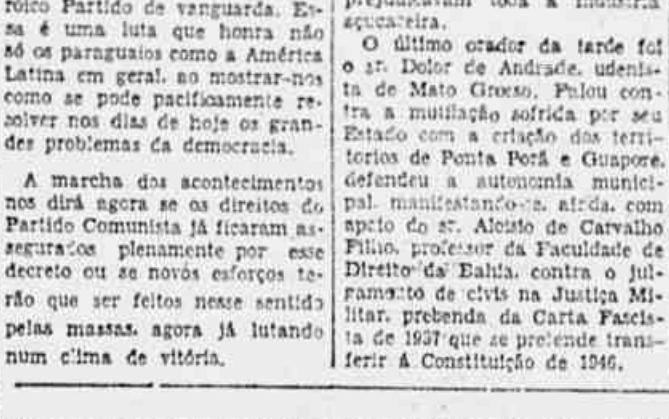 roico Partido de vanguarda. Es-
sa é uma luta que honra não
só os paraguaios como a América
Latina em geral, ao mostrar-nos
como se pode pacificamente re-
solver nos dias de hoje os gran-
des problemas da democracia.
A marcha dos acontecimentos
nos dirá agora se os direitos do
Partido Comunista já ficaram as-
segurados plenamente por esse
decreto ou se novos esforços te-
rão que ser feitos nesse sentido
pelas massas, agora já lutando
num clima de vitória.
prejudicavam toda a indústria
açucareira.
O último orador da tarde foi
o sr. Dolor de Andrade, udenis-
ta de Mato Grosso. Falou con-
tra a mutilação sofrida por seu
Estado com a criação dos terri-
torios de Ponta Porã e Guaporé,
defendeu a autonomia munici-
pal, manifestando-se, ainda, com
apoio do sr. Aloisio de Carvalho
Filho, professor da Faculdade de
Direito da Bahia, contra o jul-
gamento de civis na Justiça Mi-
litar, prebenda da Carta Fascis-
ta de 1937 que se pretende trans-
ferir á Constituição de 1946.